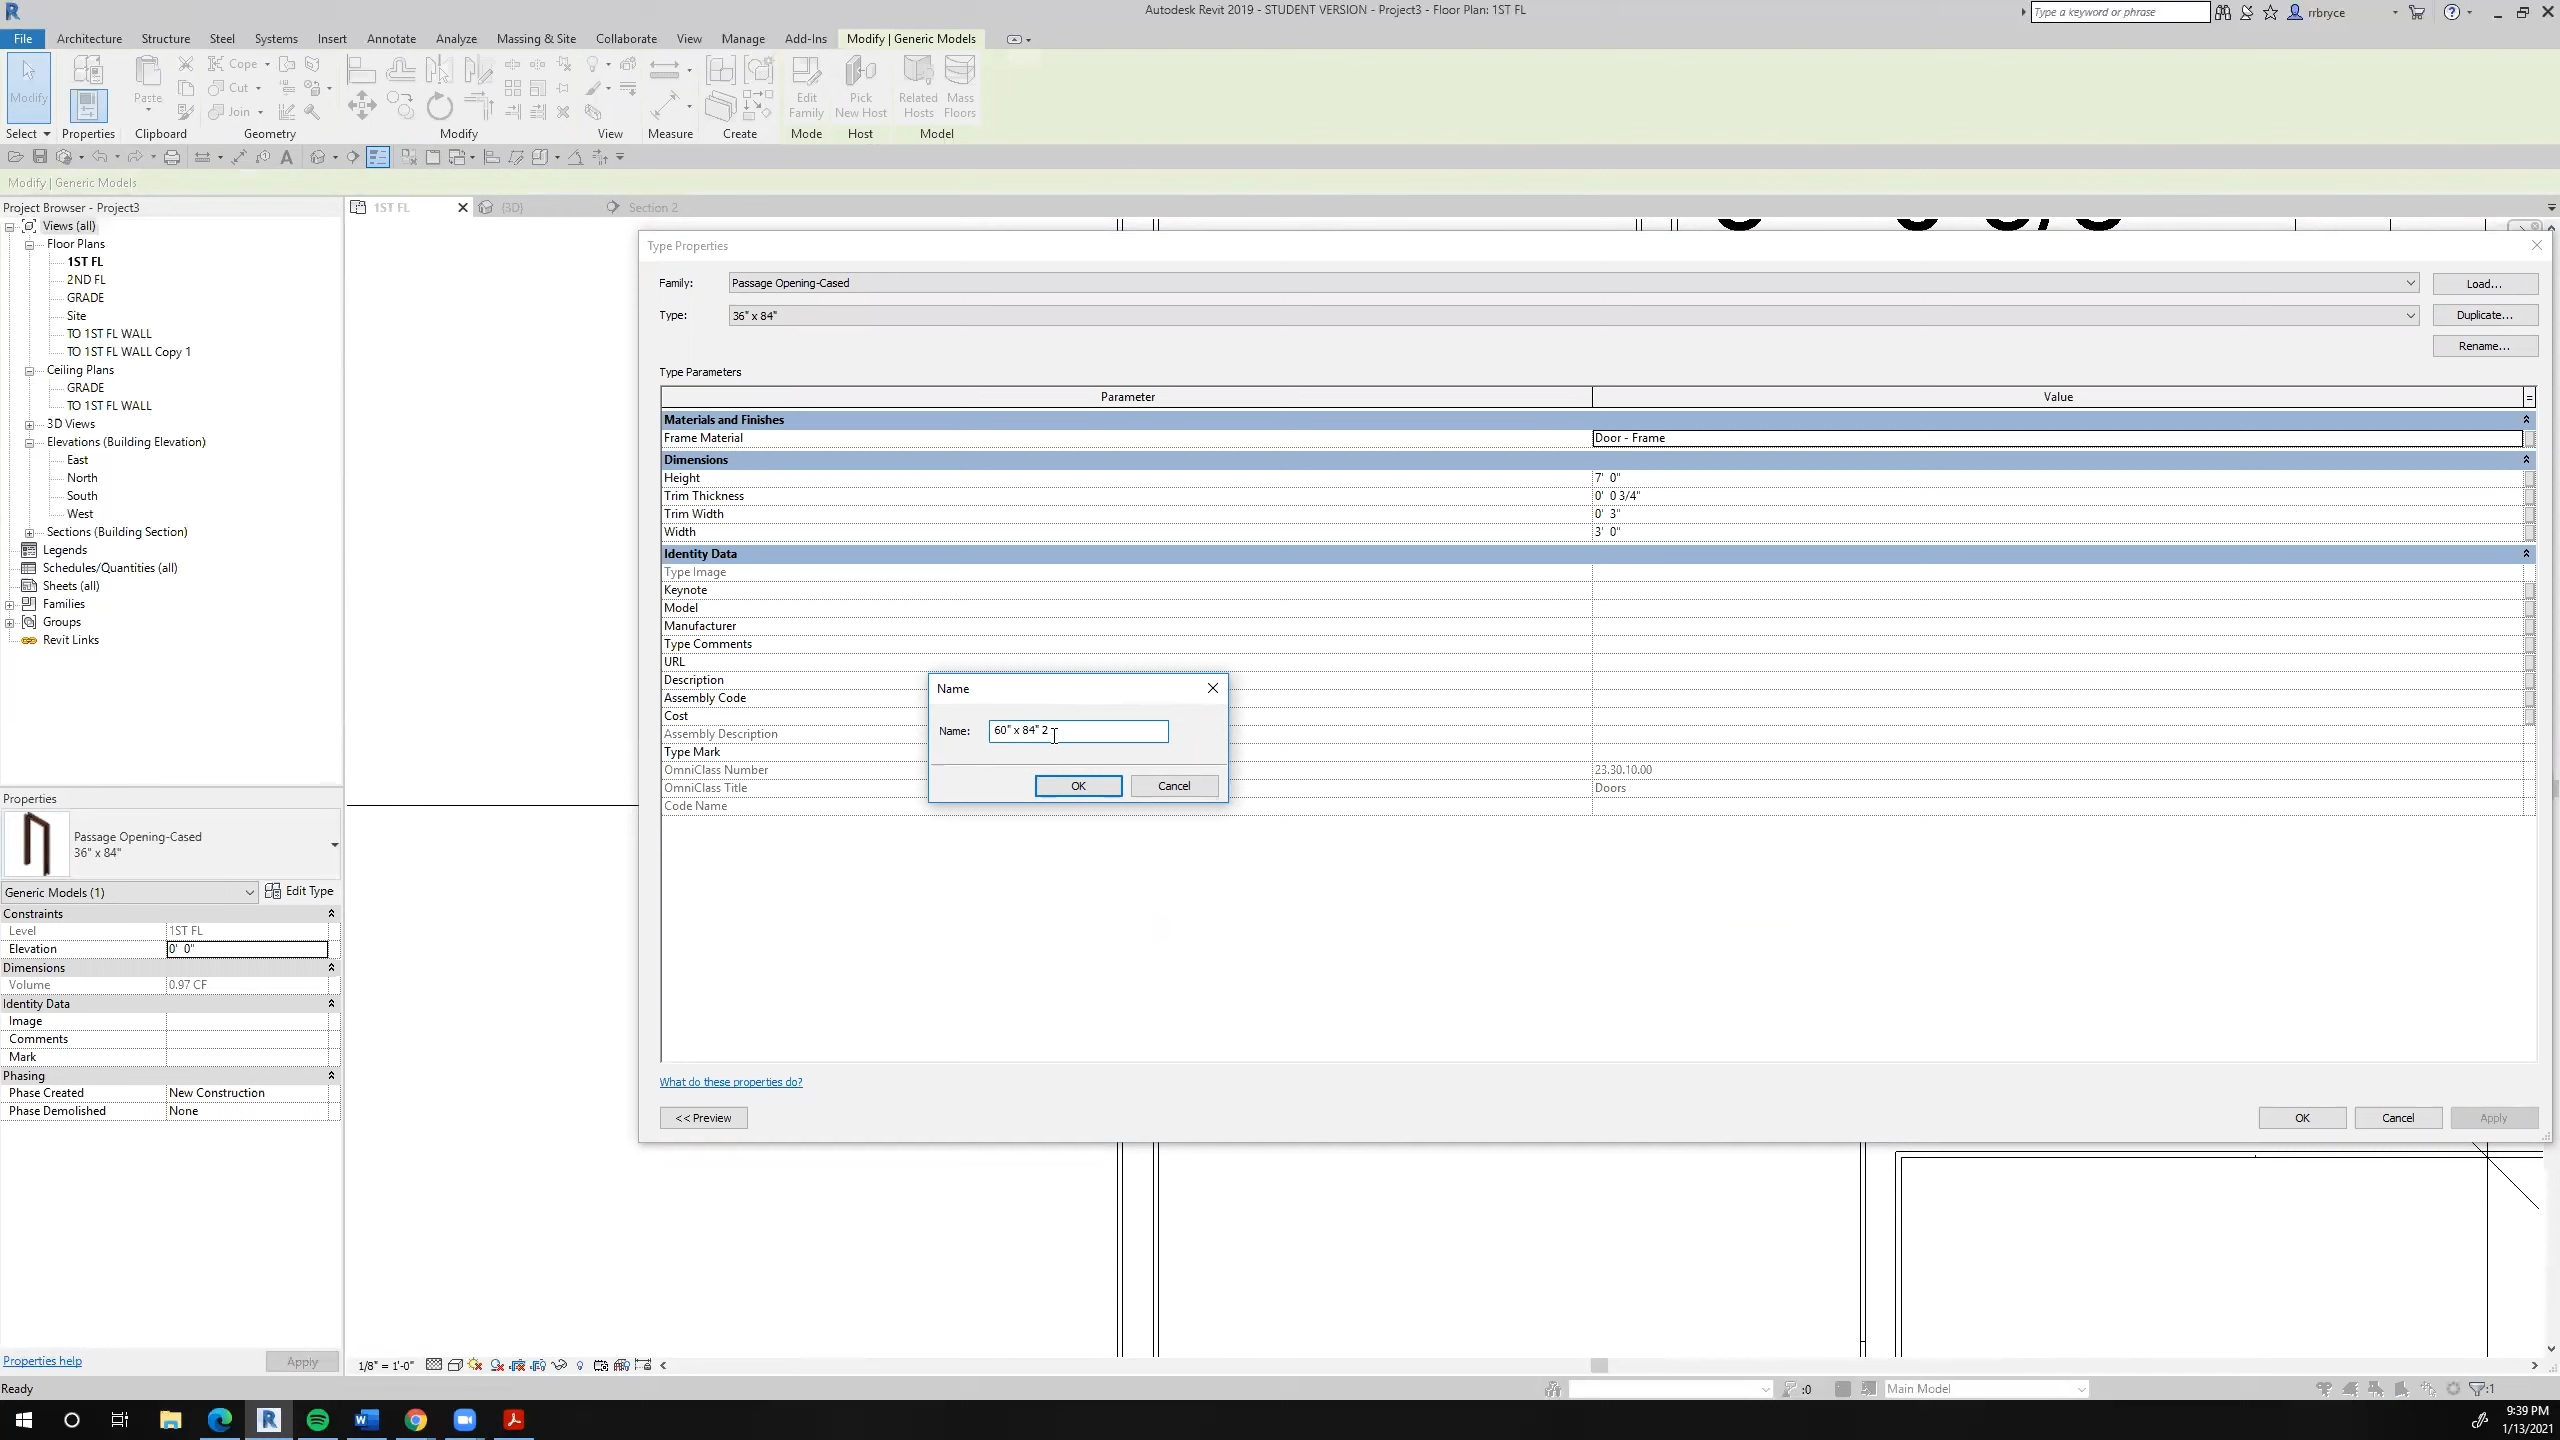 Autodesk Revit 2019 - STUDENT VERSION - Project3 - Floor Plan: 1ST FL
Type a keyword or phrase
rrbryce
File Architecture Structure Steel Systems Insert Annotate Analyze Massing & Site Collaborate View Manage Add-Ins Modify | Generic Models
Modify
Paste
Cope
Cut
Join
Edit Family
Pick New Host
Related Hosts
Mass Floors
Select Properties Clipboard Geometry Modify View Measure Create Mode Host Model
Modify | Generic Models
Project Browser - Project3
1ST FL
{3D}
Section 2
Views (all)
Floor Plans
1ST FL
2ND FL
GRADE
Site
TO 1ST FL WALL
TO 1ST FL WALL Copy 1
Ceiling Plans
GRADE
TO 1ST FL WALL
3D Views
Elevations (Building Elevation)
East
North
South
West
Sections (Building Section)
Legends
Schedules/Quantities (all)
Sheets (all)
Families
Groups
Revit Links
Properties
Passage Opening-Cased
36" x 84"
Generic Models (1)
Edit Type
Constraints
Level 1ST FL
Elevation 0' 0"
Dimensions
Volume 0.97 CF
Identity Data
Image
Comments
Mark
Phasing
Phase Created New Construction
Phase Demolished None
Properties help
Apply
Type Properties
Family: Passage Opening-Cased
Load...
Type: 36" x 84"
Duplicate...
Rename...
Type Parameters
Parameter Value =
Materials and Finishes
Frame Material Door - Frame
Dimensions
Height 7' 0"
Trim Thickness 0' 0 3/4"
Trim Width 0' 3"
Width 3' 0"
Identity Data
Type Image
Keynote
Model
Manufacturer
Type Comments
URL
Description
Assembly Code
Cost
Assembly Description
Type Mark
OmniClass Number 23.30.10.00
OmniClass Title Doors
Code Name
Name
Name: 60" x 84" 2
OK Cancel
What do these properties do?
<< Preview
OK Cancel Apply
1/8" = 1'-0"
Ready
:0
Main Model
:1
9:39 PM
1/13/2021